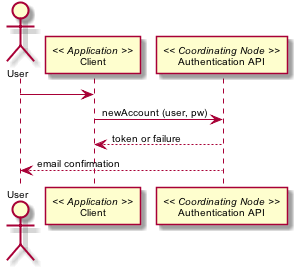 << Application >>
Client
<< Coordinating Node >>
Authentication API
User
newAccount (user, pw)
token or failure
email confirmation
User
<< Application >>
Client
<< Coordinating Node >>
Authentication API